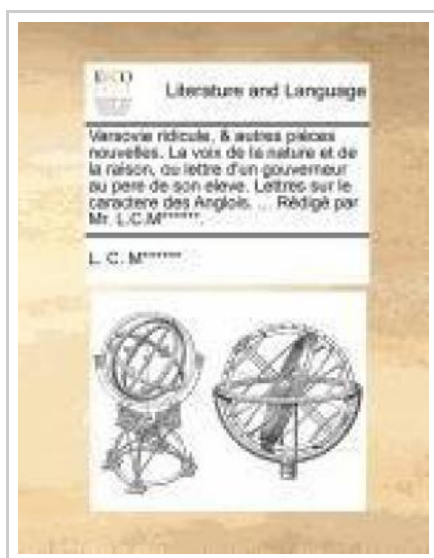 ECCO
Literature and Language
Varsovie ridicule, & autres pièces
nouvelles. La voix de la nature et de
la raison, ou lettre d'un gouverneur
au pere de son eleve. Lettres sur le
caractere des Anglois. ... Rédigé par
Mr. L.C.M******.
L. C. M******